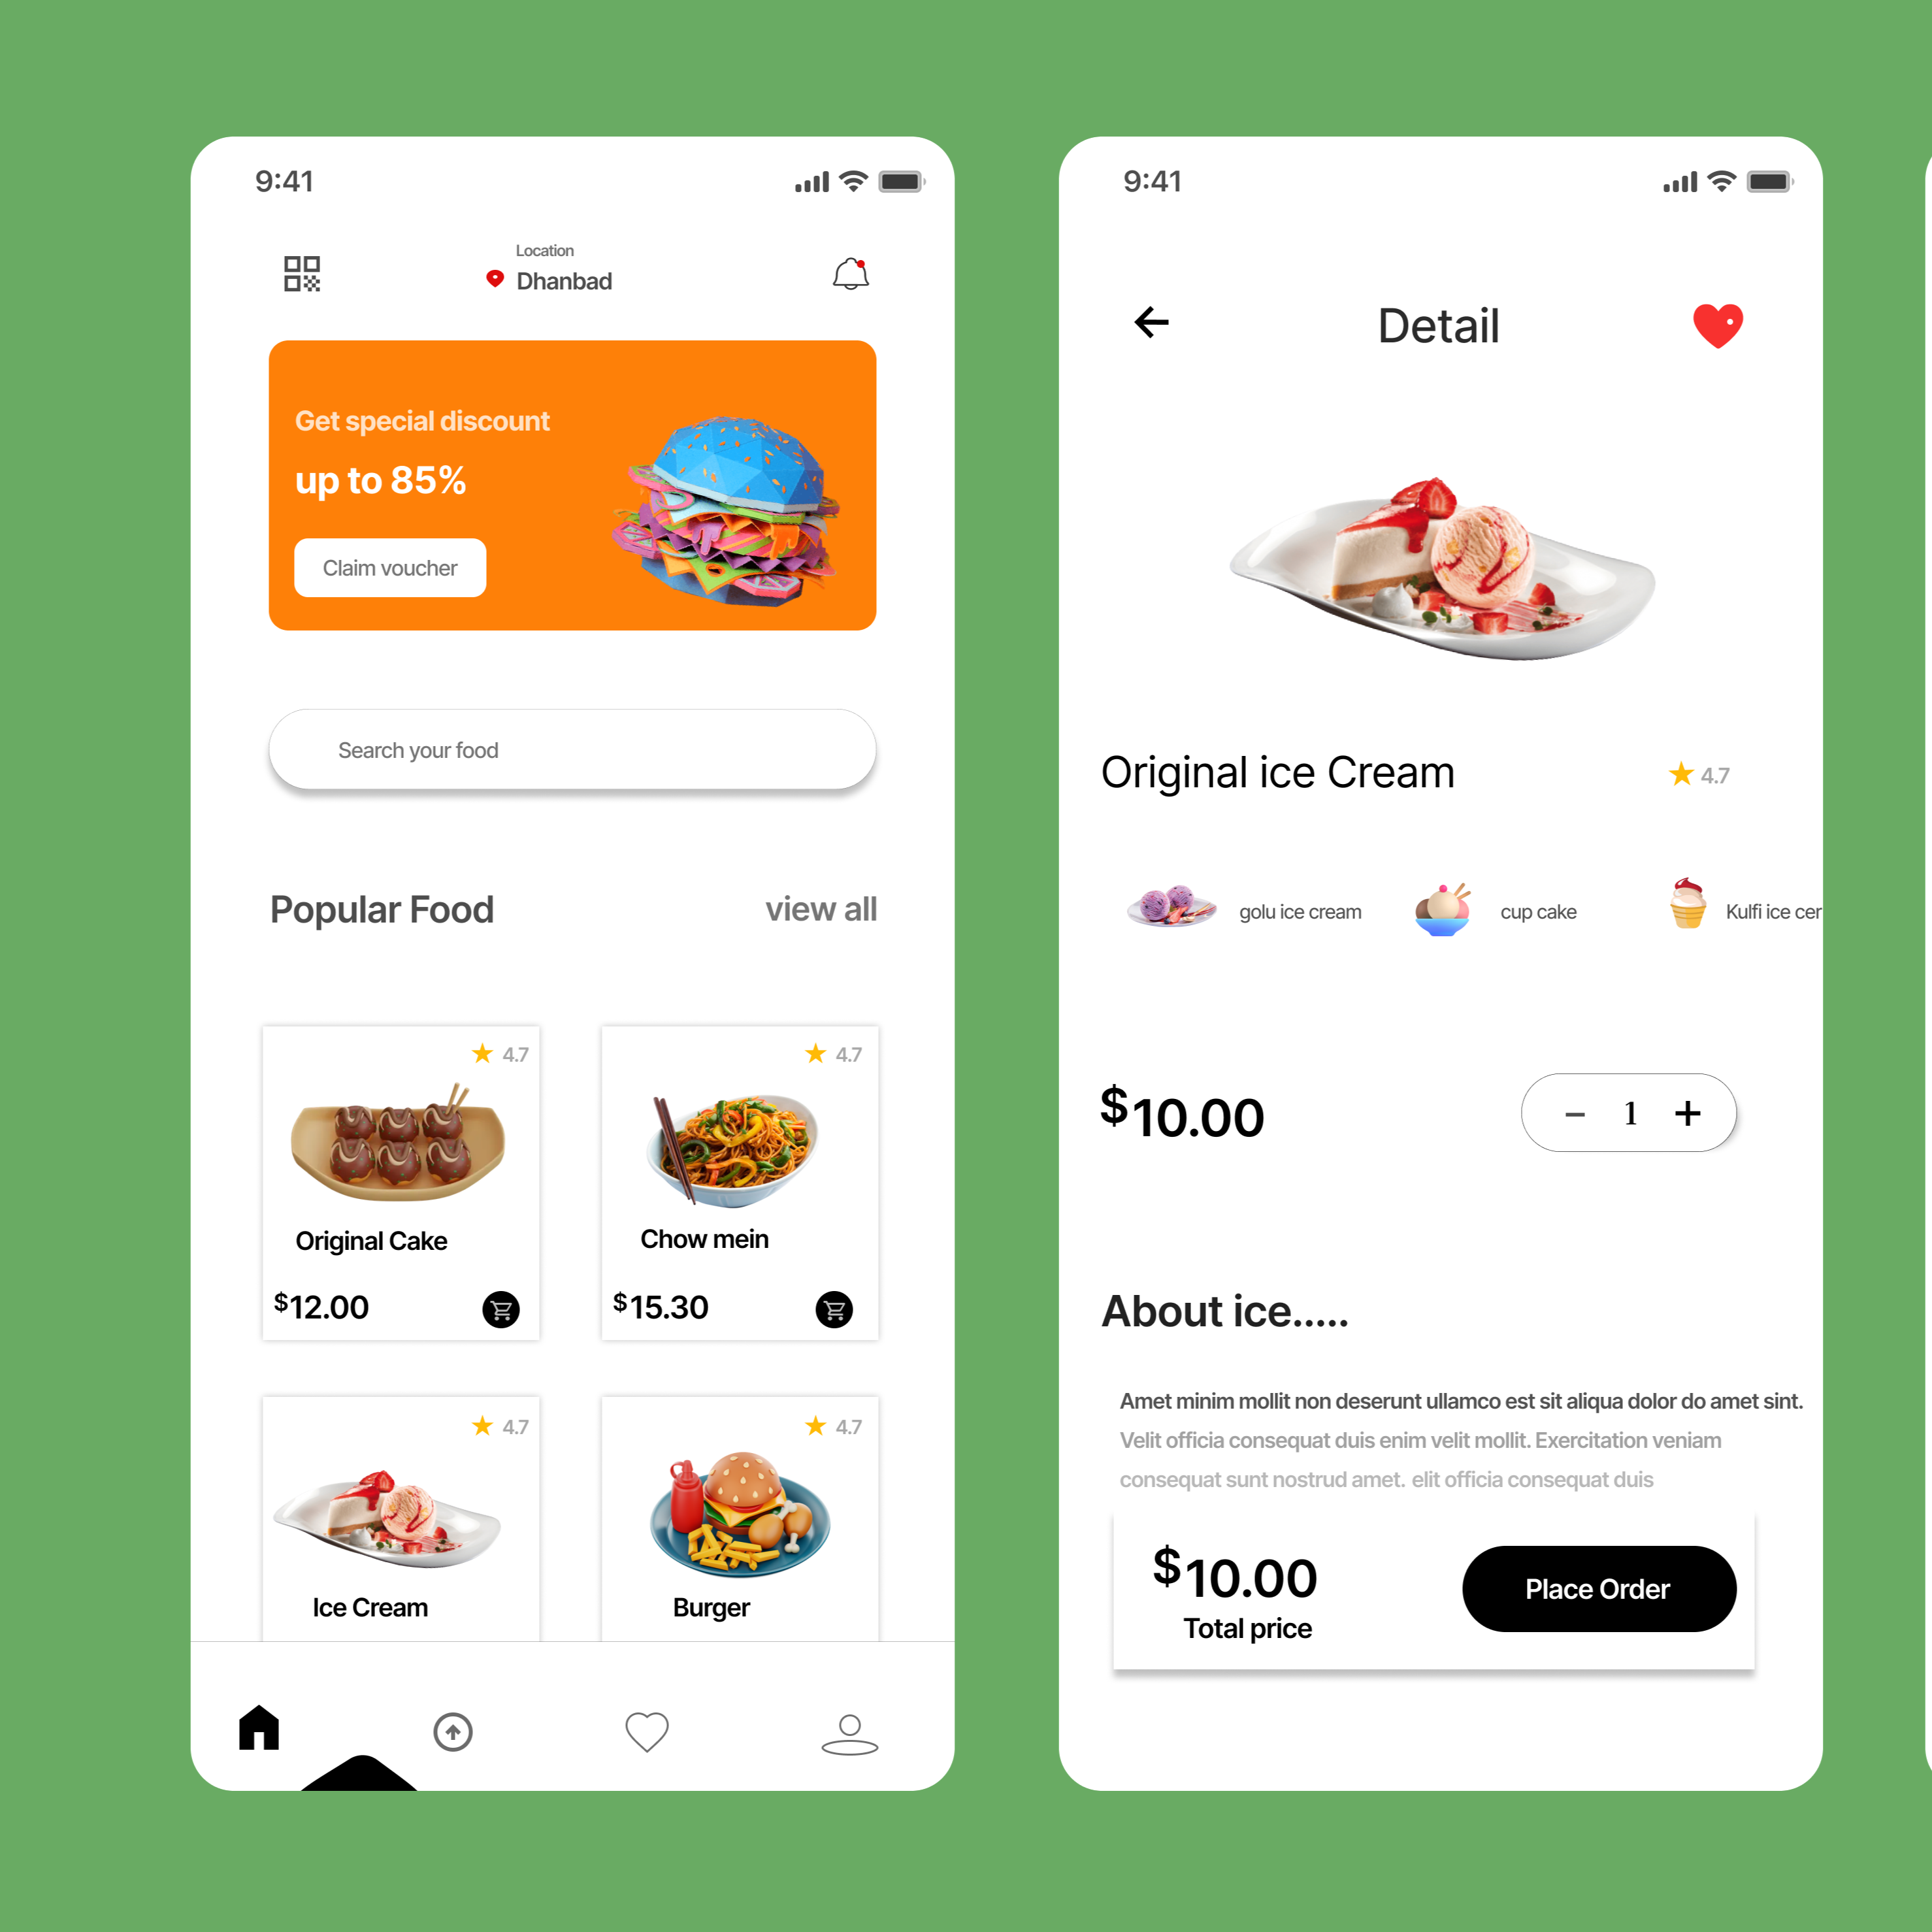 9:41
Location
Dhanbad
Get special discount
up to 85%
Claim voucher
Search your food
Popular Food
view all
4.7
Original Cake
$12.00
4.7
Chow mein
$15.30
4.7
Ice Cream
4.7
Burger
9:41
Detail
Original ice Cream
4.7
golu ice cream
cup cake
Kulfi ice cer
$10.00
1
About ice.....
Amet minim mollit non deserunt ullamco est sit aliqua dolor do amet sint.
Velit officia consequat duis enim velit mollit. Exercitation veniam
consequat sunt nostrud amet. elit officia consequat duis
$10.00
Total price
Place Order